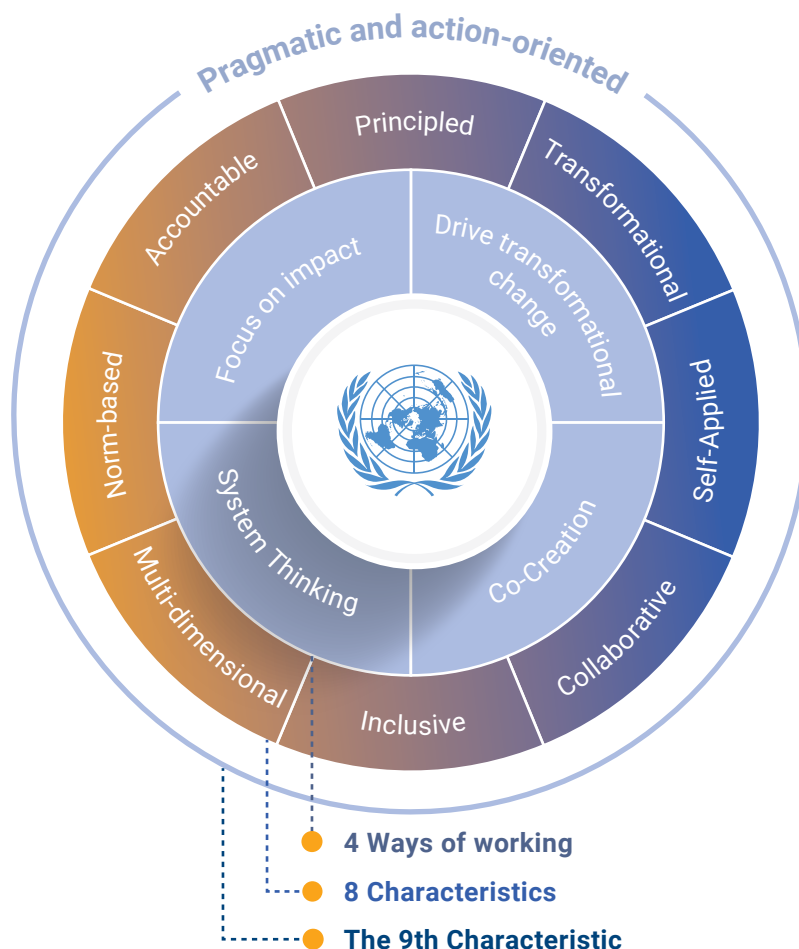 Pragmatic and action-oriented
Principled
Transformational
Self-Applied
Collaborative
Inclusive
Multi-dimensional
Norm-based
Accountable
Focus on impact
Drive transformational
change
Co-Creation
System Thinking
4 Ways of working
8 Characteristics
The 9th Characteristic